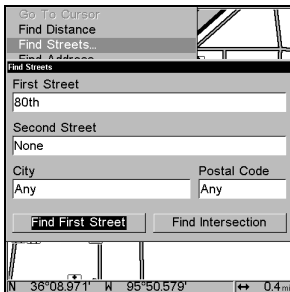 Go To Cursor
Find Distance
Find Streets...
Find Address
Find Streets
First Street
80th
Second Street
None
City Postal Code
Any Any
Find First Street Find Intersection
N 36°08.971' W 95°50.579' ↔ 0.4 mi